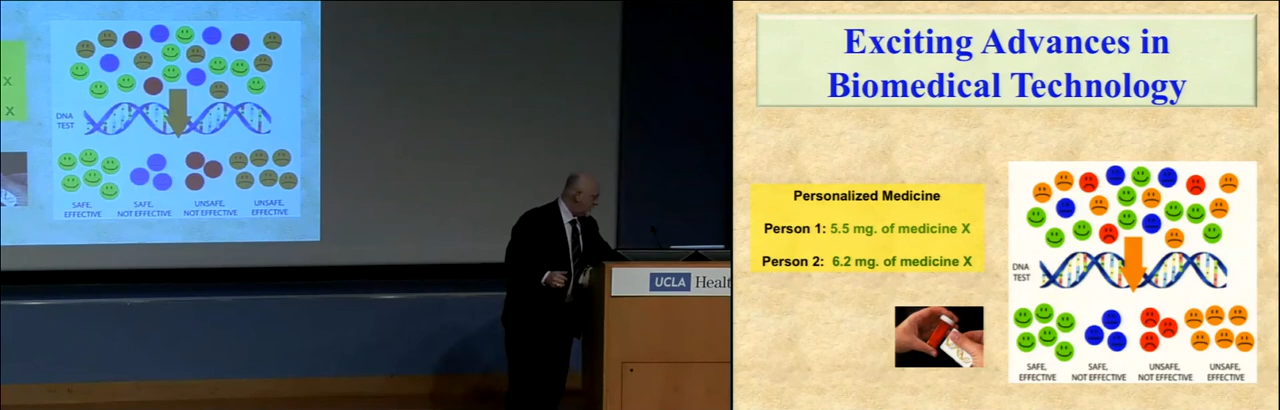 X
X
DNA
TEST
SAFE,
EFFECTIVE
SAFE,
NOT EFFECTIVE
UNSAFE,
NOT EFFECTIVE
UNSAFE,
EFFECTIVE
UCLA Healt
Exciting Advances in
Biomedical Technology
Personalized Medicine
Person 1: 5.5 mg. of medicine X
Person 2: 6.2 mg. of medicine X
DNA
TEST
SAFE,
EFFECTIVE
SAFE,
NOT EFFECTIVE
UNSAFE,
NOT EFFECTIVE
UNSAFE,
EFFECTIVE